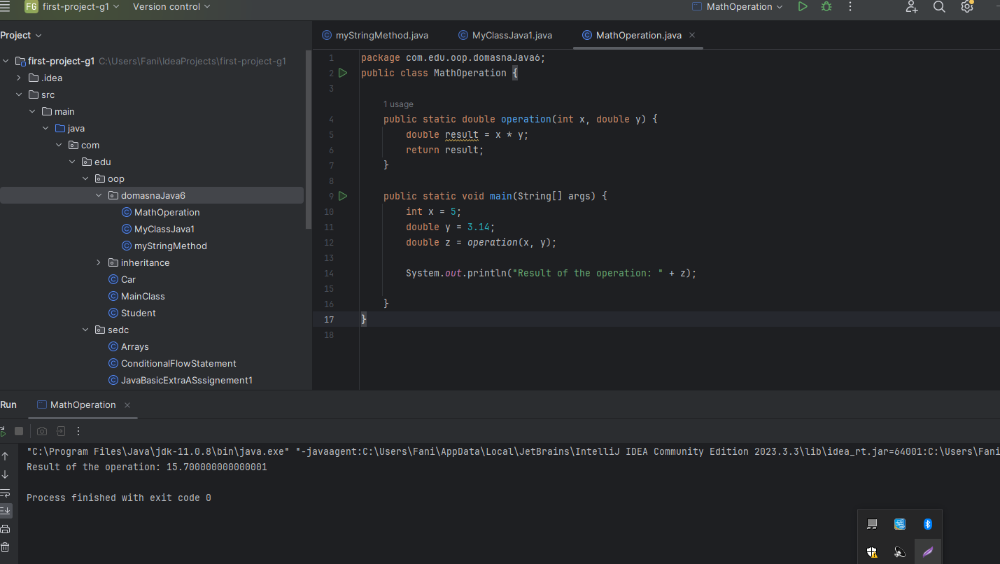 FG first-project-g1 Version control MathOperation
Project
myStringMethod.java MyClassJava1.java MathOperation.java
first-project-g1 C:\Users\Fani\IdeaProjects\first-project-g1
.idea
src
main
java
com
edu
oop
domasnaJava6
MathOperation
MyClassJava1
myStringMethod
inheritance
Car
MainClass
Student
sedc
Arrays
ConditionalFlowStatement
JavaBasicExtraASssignement1
1 package com.edu.oop.domasnaJava6;
2 public class MathOperation {
3
1 usage
4 public static double operation(int x, double y) {
5 double result = x * y;
6 return result;
7 }
8
9 public static void main(String[] args) {
10 int x = 5;
11 double y = 3.14;
12 double z = operation(x, y);
13
14 System.out.println("Result of the operation: " + z);
15
16 }
17 }
18
Run MathOperation
"C:\Program Files\Java\jdk-11.0.8\bin\java.exe" "-javaagent:C:\Users\Fani\AppData\Local\JetBrains\IntelliJ IDEA Community Edition 2023.3.3\lib\idea_rt.jar=64001:C:\Users\Fani
Result of the operation: 15.700000000000001
Process finished with exit code 0